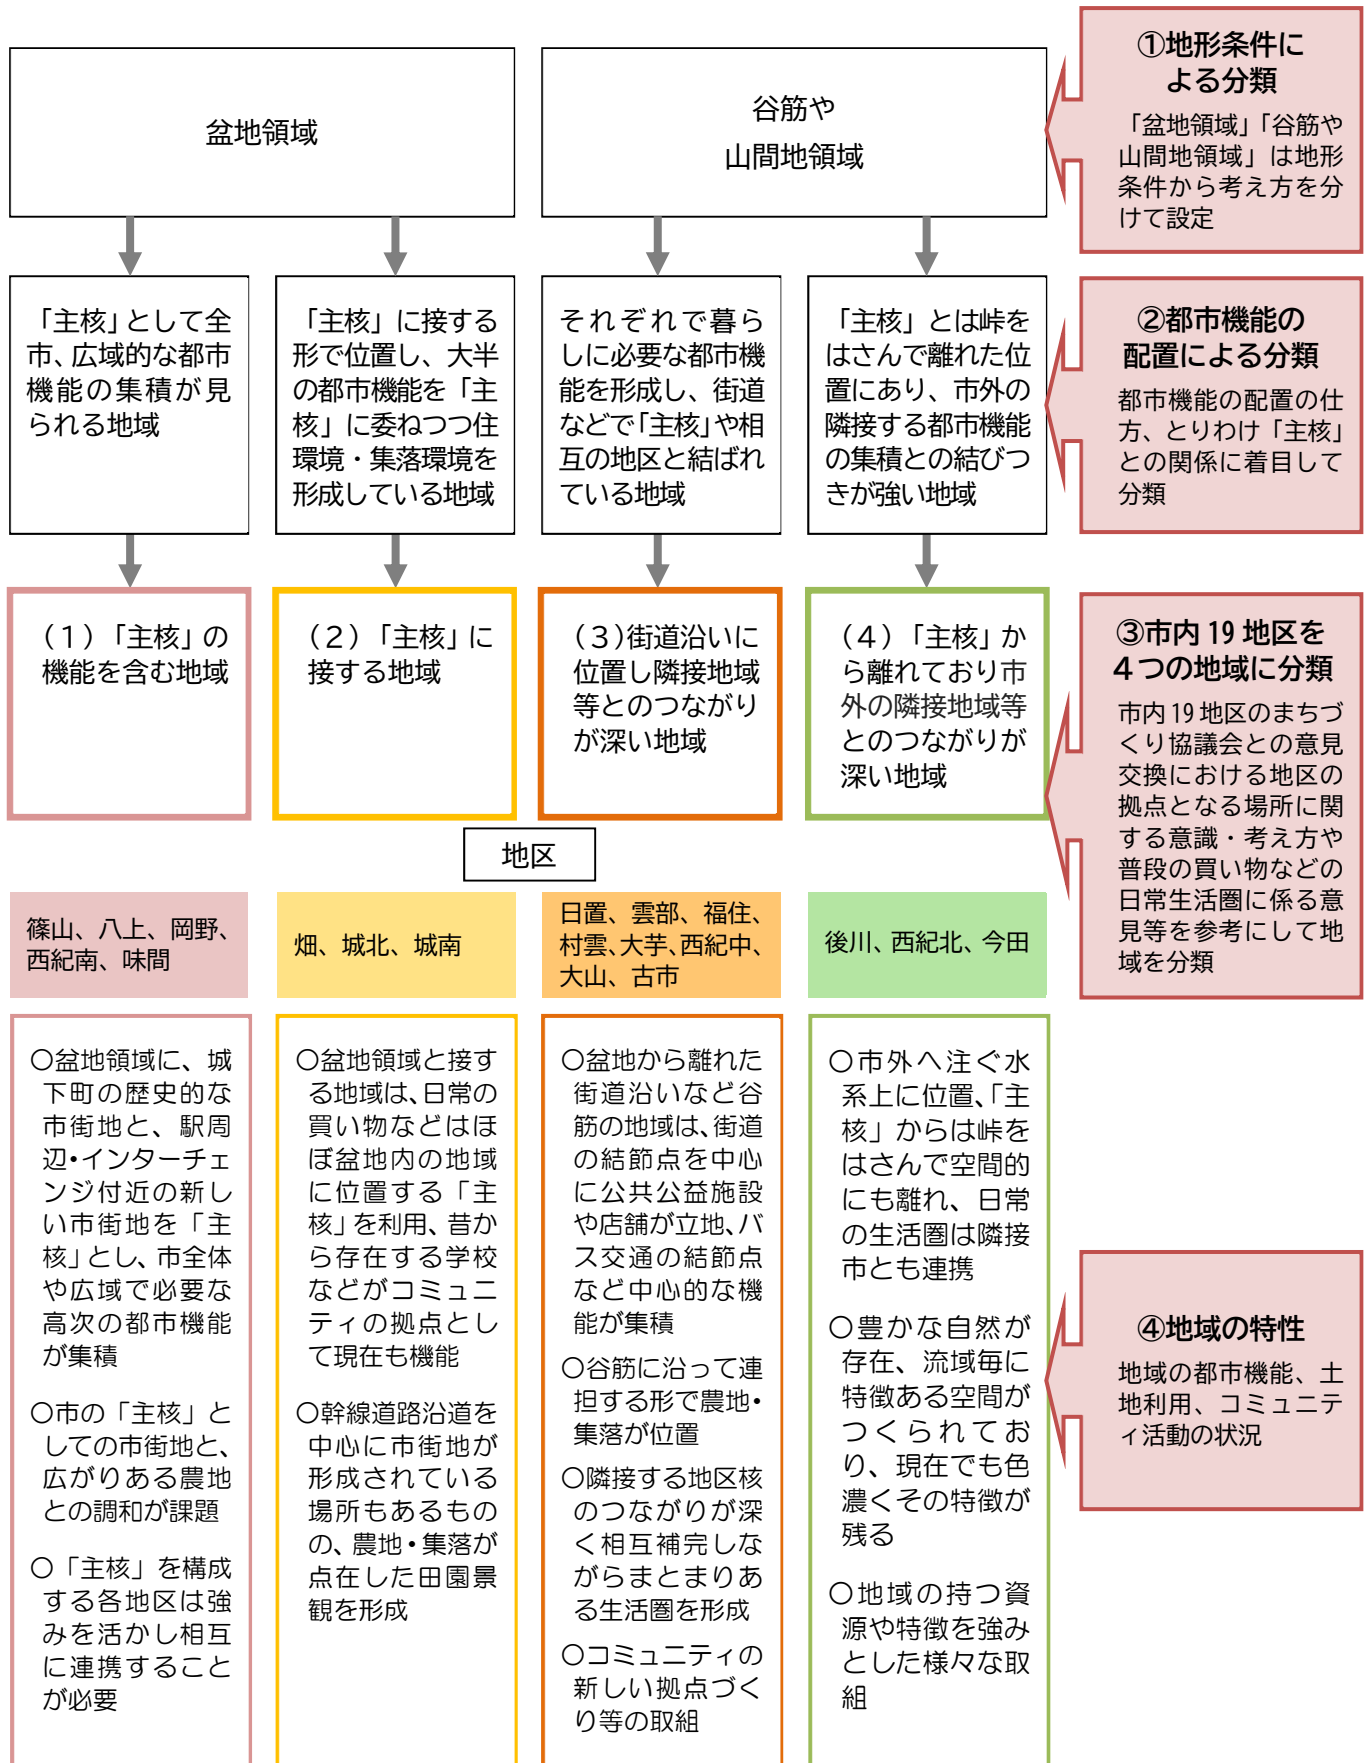 盆地領域
谷筋や
山間地領域
①地形条件に
よる分類
「盆地領域」「谷筋や
山間地領域」は地形
条件から考え方を分
けて設定
「主核」として全
市、広域的な都市
機能の集積が見
られる地域
「主核」に接する
形で位置し、大半
の都市機能を「主
核」に委ねつつ住
環境・集落環境を
形成している地域
それぞれで暮ら
しに必要な都市機
能を形成し、街道
などで「主核」や相
互の地区と結ばれ
ている地域
「主核」とは峠を
はさんで離れた位
置にあり、市外の
隣接する都市機能
の集積との結びつ
きが強い地域
②都市機能の
配置による分類
都市機能の配置の仕
方、とりわけ「主核」
との関係に着目して
分類
(1)「主核」の
機能を含む地域
(2)「主核」に
接する地域
(3)街道沿いに
位置し隣接地域
等とのつながり
が深い地域
(4)「主核」か
ら離れており市
外の隣接地域等
とのつながりが
深い地域
③市内19地区を
4つの地域に分類
市内19地区のまちづ
くり協議会との意見
交換における地区の
拠点となる場所に関
する意識・考え方や
普段の買い物などの
日常生活圏に係る意
見等を参考にして地
域を分類
地区
篠山、八上、岡野、
西紀南、味間
畑、城北、城南
日置、雲部、福住、
村雲、大芋、西紀中、
大山、古市
後川、西紀北、今田
〇盆地領域に、城
下町の歴史的な
市街地と、駅周
辺・インターチェ
ンジ付近の新し
い市街地を「主
核」とし、市全体
や広域で必要な
高次の都市機能
が集積
〇市の「主核」と
しての市街地と、
広がりある農地
との調和が課題
〇「主核」を構成
する各地区は強
みを活かし相互
に連携すること
が必要
〇盆地領域と接す
る地域は、日常の
買い物などはほ
ぼ盆地内の地域
に位置する「主
核」を利用、昔か
ら存在する学校
などがコミュニ
ティの拠点とし
て現在も機能
〇幹線道路沿道を
中心に市街地が
形成されている
場所もあるもの
の、農地・集落が
点在した田園景
観を形成
〇盆地から離れた
街道沿いなど谷
筋の地域は、街道
の結節点を中心
に公共公益施設
や店舗が立地、バ
ス交通の結節点
など中心的な機
能が集積
〇谷筋に沿って連
担する形で農地・
集落が位置
〇隣接する地区核
のつながりが深
く相互補完しな
がらまとまりあ
る生活圏を形成
〇コミュニティの
新しい拠点づく
り等の取組
〇市外へ注ぐ水
系上に位置、「主
核」からは峠を
はさんで空間的
にも離れ、日常
の生活圏は隣接
市とも連携
〇豊かな自然が
存在、流域毎に
特徴ある空間が
つくられてお
り、現在でも色
濃くその特徴が
残る
〇地域の持つ資
源や特徴を強み
とした様々な取
組
④地域の特性
地域の都市機能、土
地利用、コミュニテ
ィ活動の状況